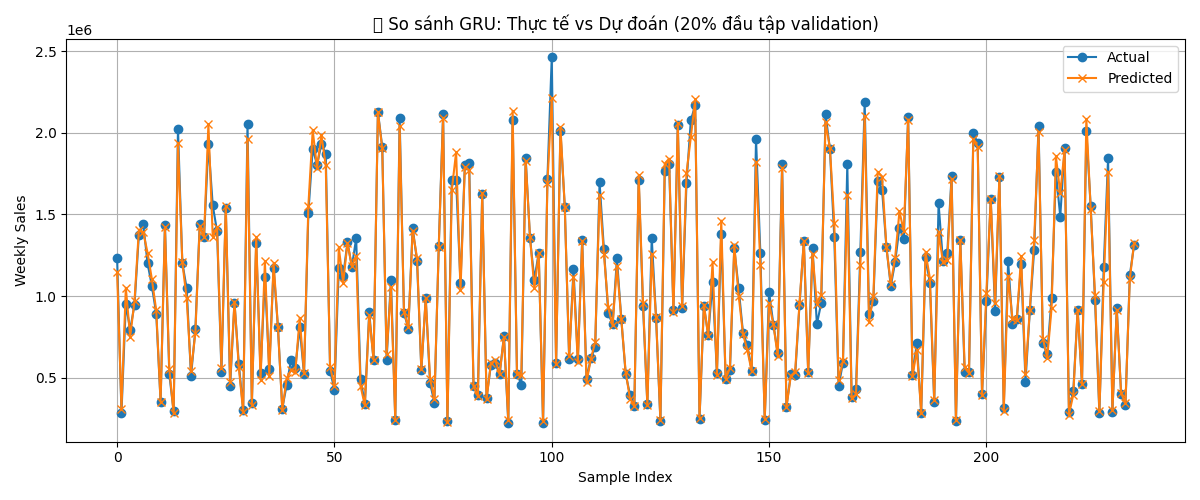 So sánh GRU: Thực tế vs Dự đoán (20% đầu tập validation)
1e6
2.5
2.0
1.5
1.0
0.5
Weekly Sales
Actual
Predicted
0 50 100 150 200
Sample Index